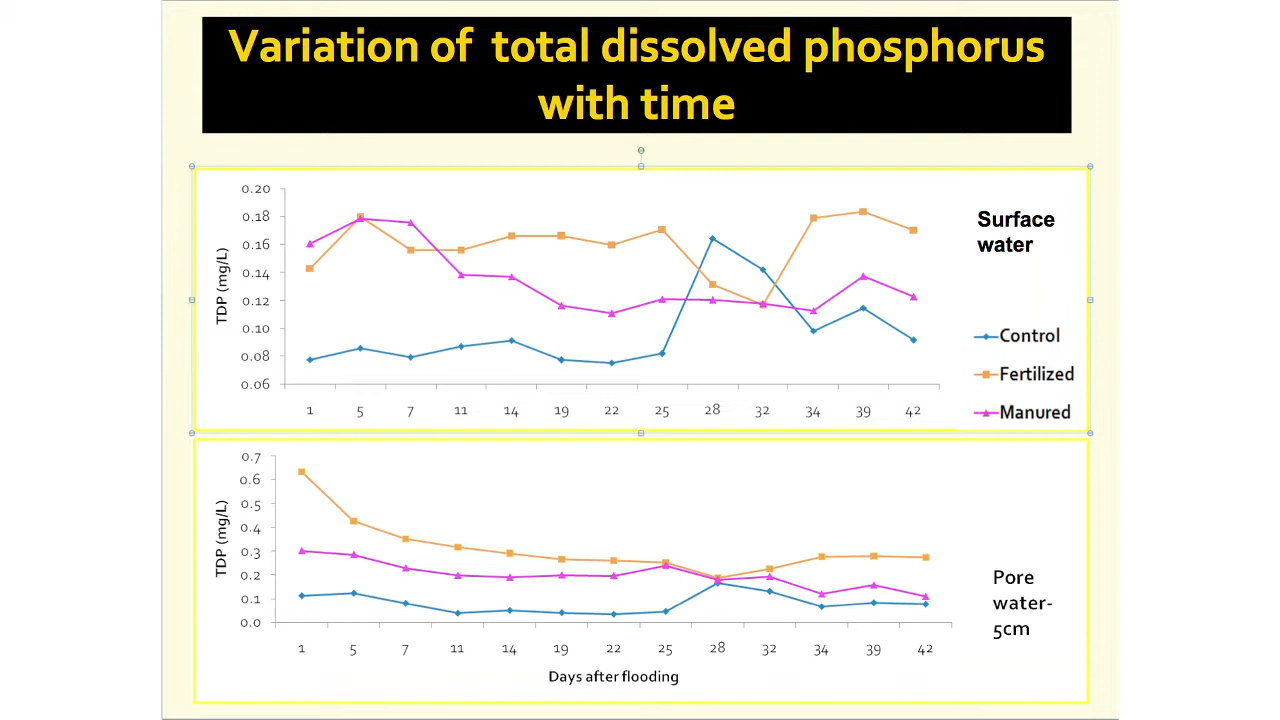 Variation of total dissolved phosphorus
with time
0.20
0.18
0.16
0.14
0.12
0.10
0.08
0.06
TDP (mg/L)
1 5 7 11 14 19 22 25 28 32 34 39 42
Surface
water
Control
Fertilized
Manured
0.7
0.6
0.5
0.4
0.3
0.2
0.1
0.0
TDP (mg/L)
1 5 7 11 14 19 22 25 28 32 34 39 42
Days after flooding
Pore
water-
5cm